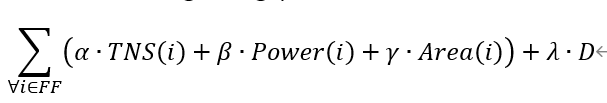 ∑∀i∈FF (α · TNS(i) + β · Power(i) + γ · Area(i)) + λ · D↵